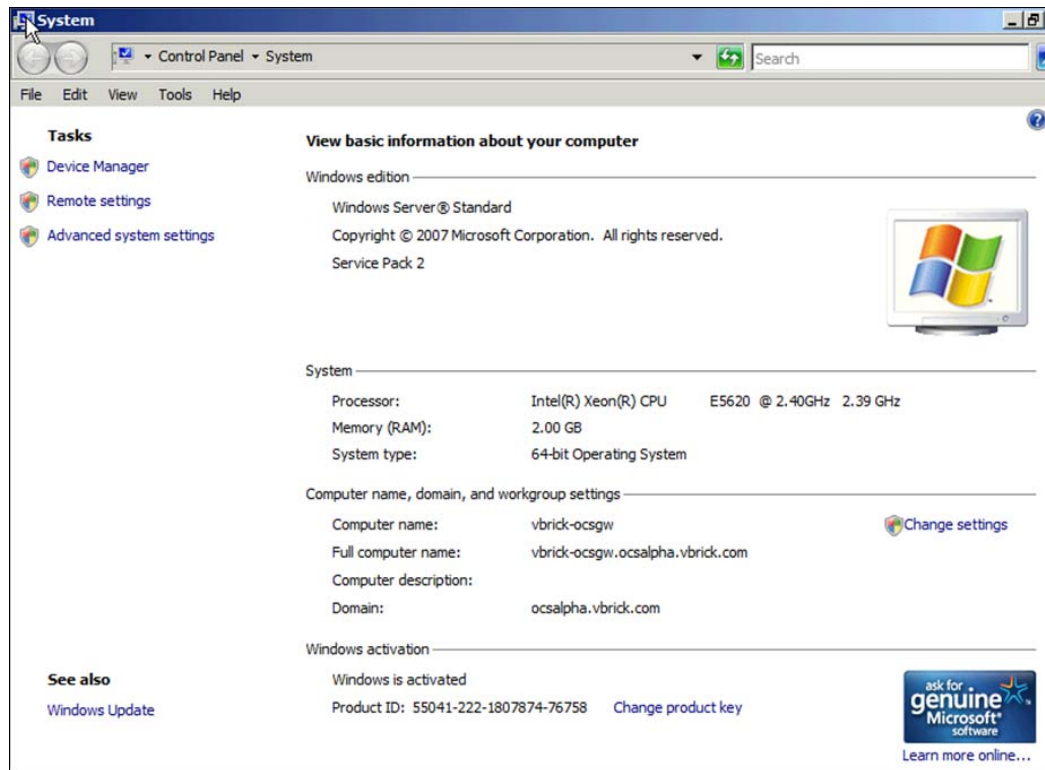 System
Control Panel System
Search
File Edit View Tools Help
Tasks
Device Manager
Remote settings
Advanced system settings
See also
Windows Update
View basic information about your computer
Windows edition
Windows Server® Standard
Copyright © 2007 Microsoft Corporation. All rights reserved.
Service Pack 2
System
Processor: Intel(R) Xeon(R) CPU E5620 @ 2.40GHz 2.39 GHz
Memory (RAM): 2.00 GB
System type: 64-bit Operating System
Computer name, domain, and workgroup settings
Computer name: vbrick-ocsgw
Change settings
Full computer name: vbrick-ocsgw.ocsalpha.vbrick.com
Computer description:
Domain: ocsalpha.vbrick.com
Windows activation
Windows is activated
Product ID: 55041-222-1807874-76758 Change product key
ask for
genuine
Microsoft®
software
Learn more online...